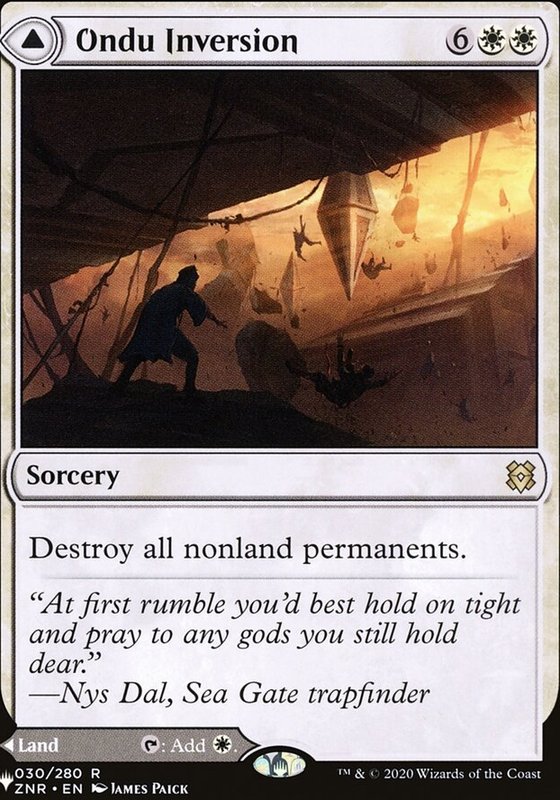 Ondu Inversion 6
Sorcery
Destroy all nonland permanents.
“At first rumble you’d best hold on tight
and pray to any gods you still hold
dear.”
—Nys Dal, Sea Gate trapfinder
Land : Add .
030/280 R
ZNR • EN James Paick
™ & © 2020 Wizards of the Coast